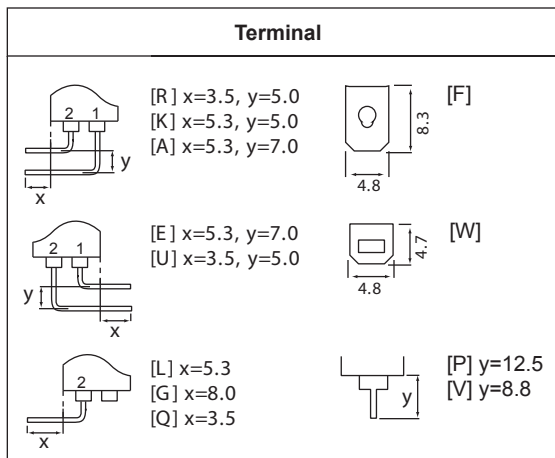 Terminal
2 1
y
x
[R] x=3.5, y=5.0
[K] x=5.3, y=5.0
[A] x=5.3, y=7.0
8.3
4.8
[F]
2 1
y
x
[E] x=5.3, y=7.0
[U] x=3.5, y=5.0
4.7
4.8
[W]
2
x
[L] x=5.3
[G] x=8.0
[Q] x=3.5
y
[P] y=12.5
[V] y=8.8